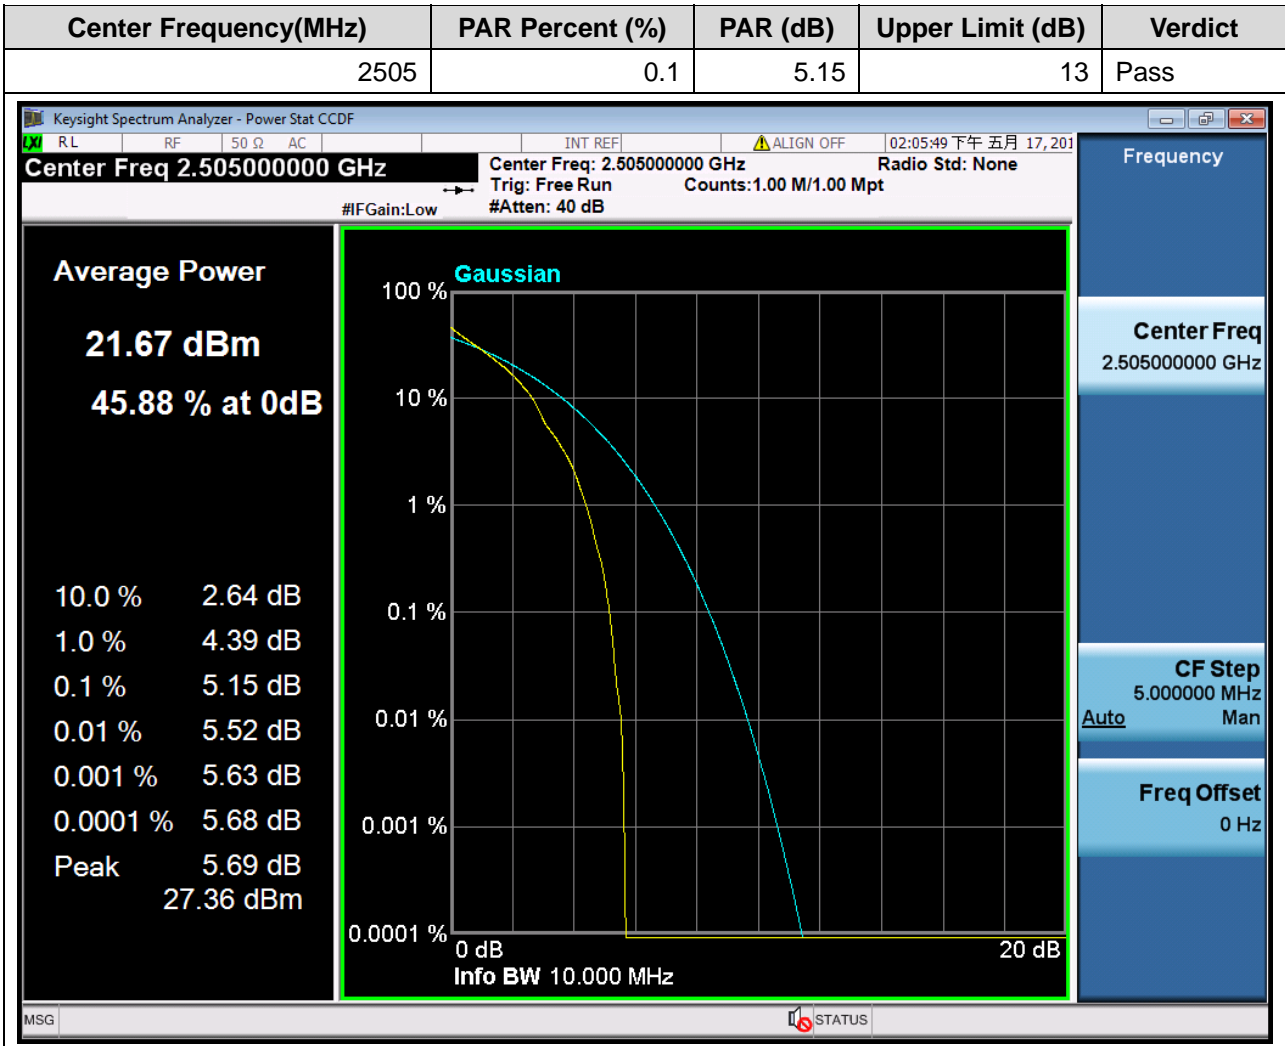 Center Frequency(MHz) PAR Percent (%) PAR (dB) Upper Limit (dB) Verdict
2505 0.1 5.15 13 Pass
Keysight Spectrum Analyzer - Power Stat CCDF
LXI RL RF 50 Ω AC INT REF ALIGN OFF 02:05:49 下午 五月 17, 201
Center Freq 2.505000000 GHz
Center Freq: 2.505000000 GHz Radio Std: None
Trig: Free Run Counts:1.00 M/1.00 Mpt
#IFGain:Low #Atten: 40 dB
Average Power
21.67 dBm
45.88 % at 0dB
10.0 % 2.64 dB
1.0 % 4.39 dB
0.1 % 5.15 dB
0.01 % 5.52 dB
0.001 % 5.63 dB
0.0001 % 5.68 dB
Peak 5.69 dB
27.36 dBm
Gaussian
100 %
10 %
1 %
0.1 %
0.01 %
0.001 %
0.0001 %
0 dB 20 dB
Info BW 10.000 MHz
Frequency
Center Freq
2.505000000 GHz
CF Step
5.000000 MHz
Auto Man
Freq Offset
0 Hz
MSG STATUS